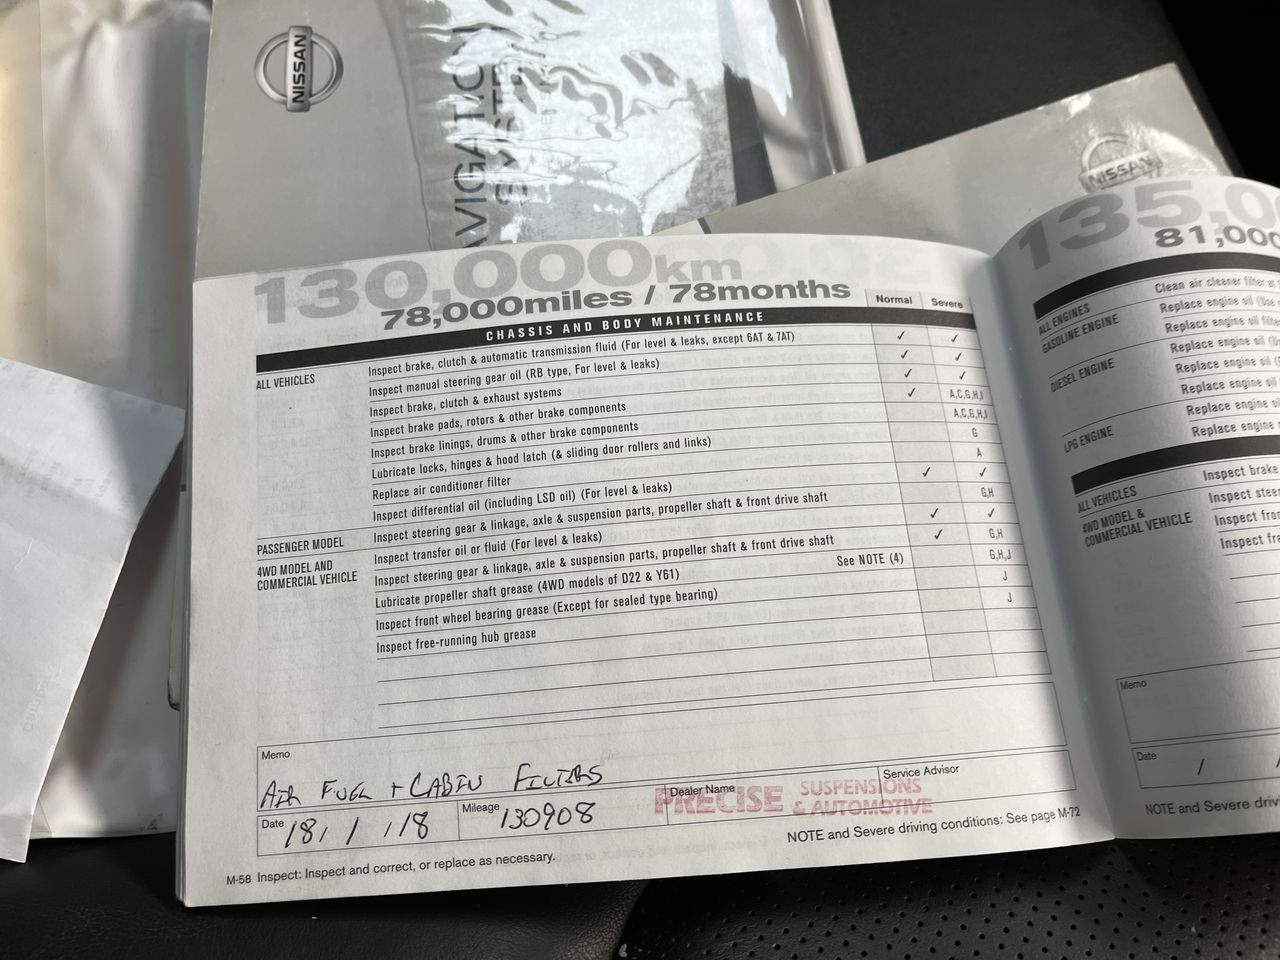 NISSAN
SYSTEM
NISSAN
130,000km
78,000miles / 78months
Normal Severe
CHASSIS AND BODY MAINTENANCE
ALL VEHICLES
Inspect brake, clutch & automatic transmission fluid (For level & leaks, except 6AT & 7AT) ✓ ✓
Inspect manual steering gear oil (RB type, For level & leaks) ✓ ✓
Inspect brake, clutch & exhaust systems ✓ ✓
Inspect brake pads, rotors & other brake components ✓ A,C,G,H,I
Inspect brake linings, drums & other brake components A,C,G,H,I
Lubricate locks, hinges & hood latch (& sliding door rollers and links) G
Replace air conditioner filter A
Inspect differential oil (including LSD oil) (For level & leaks) ✓ ✓
PASSENGER MODEL
Inspect steering gear & linkage, axle & suspension parts, propeller shaft & front drive shaft G,H
4WD MODEL AND
COMMERCIAL VEHICLE
Inspect transfer oil or fluid (For level & leaks) ✓ ✓
Inspect steering gear & linkage, axle & suspension parts, propeller shaft & front drive shaft ✓ G,H
Lubricate propeller shaft grease (4WD models of D22 & Y61) See NOTE (4) G,H,J
Inspect front wheel bearing grease (Except for sealed type bearing) J
Inspect free-running hub grease J
Memo
AIR FUEL + CABIN FILTERS
Date 18/1/18
Mileage 130908
Dealer Name
PRECISE SUSPENSIONS
& AUTOMOTIVE
Service Advisor
NOTE and Severe driving conditions: See page M-72
M-58 Inspect: Inspect and correct, or replace as necessary.
135,0
81,000
ALL ENGINES
Clean air cleaner filter
GASOLINE ENGINE
Replace engine oil
Replace engine oil
DIESEL ENGINE
Replace engine oil
Replace engine oil
LPG ENGINE
Replace engine oil
Replace engine
ALL VEHICLES
Inspect brake
4WD MODEL &
COMMERCIAL VEHICLE
Inspect
Inspect
Inspect
Memo
Date / /
NOTE and Severe